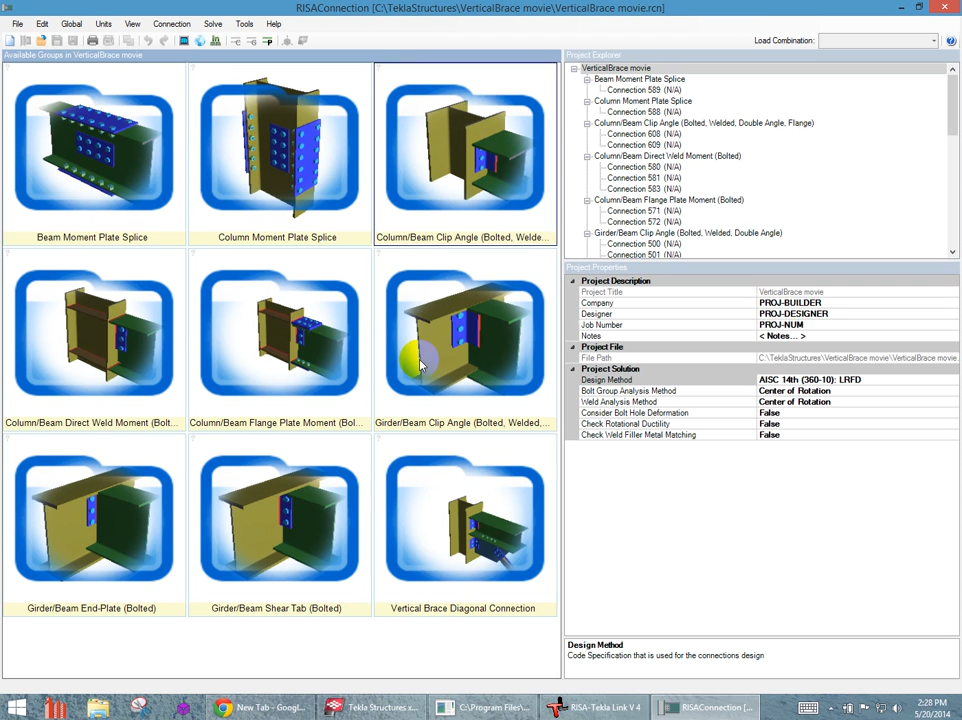 RISAConnection [C:\TeklaStructures\VerticalBrace movie\VerticalBrace movie.rcn]
File Edit Global Units View Connection Solve Tools Help
Load Combination:
Available Groups in VerticalBrace movie
Beam Moment Plate Splice
Column Moment Plate Splice
Column/Beam Clip Angle (Bolted, Welde...
Column/Beam Direct Weld Moment (Bolt...
Column/Beam Flange Plate Moment (Bol...
Girder/Beam Clip Angle (Bolted, Welded,...
Girder/Beam End-Plate (Bolted)
Girder/Beam Shear Tab (Bolted)
Vertical Brace Diagonal Connection
Project Explorer
VerticalBrace movie
Beam Moment Plate Splice
Connection 589 (N/A)
Column Moment Plate Splice
Connection 588 (N/A)
Column/Beam Clip Angle (Bolted, Welded, Double Angle, Flange)
Connection 608 (N/A)
Connection 609 (N/A)
Column/Beam Direct Weld Moment (Bolted)
Connection 580 (N/A)
Connection 581 (N/A)
Connection 583 (N/A)
Column/Beam Flange Plate Moment (Bolted)
Connection 571 (N/A)
Connection 572 (N/A)
Girder/Beam Clip Angle (Bolted, Welded, Double Angle)
Connection 500 (N/A)
Connection 501 (N/A)
Project Properties
Project Description
Project Title VerticalBrace movie
Company PROJ-BUILDER
Designer PROJ-DESIGNER
Job Number PROJ-NUM
Notes < Notes... >
Project File
File Path C:\TeklaStructures\VerticalBrace movie\VerticalBrace movie.
Project Solution
Design Method AISC 14th (360-10): LRFD
Bolt Group Analysis Method Center of Rotation
Weld Analysis Method Center of Rotation
Consider Bolt Hole Deformation False
Check Rotational Ductility False
Check Weld Filler Metal Matching False
Design Method
Code Specification that is used for the connections design
New Tab - Googl...
Tekla Structures x...
C:\Program Files\...
RISA-Tekla Link V 4
RISAConnection [...
2:28 PM
5/20/2014